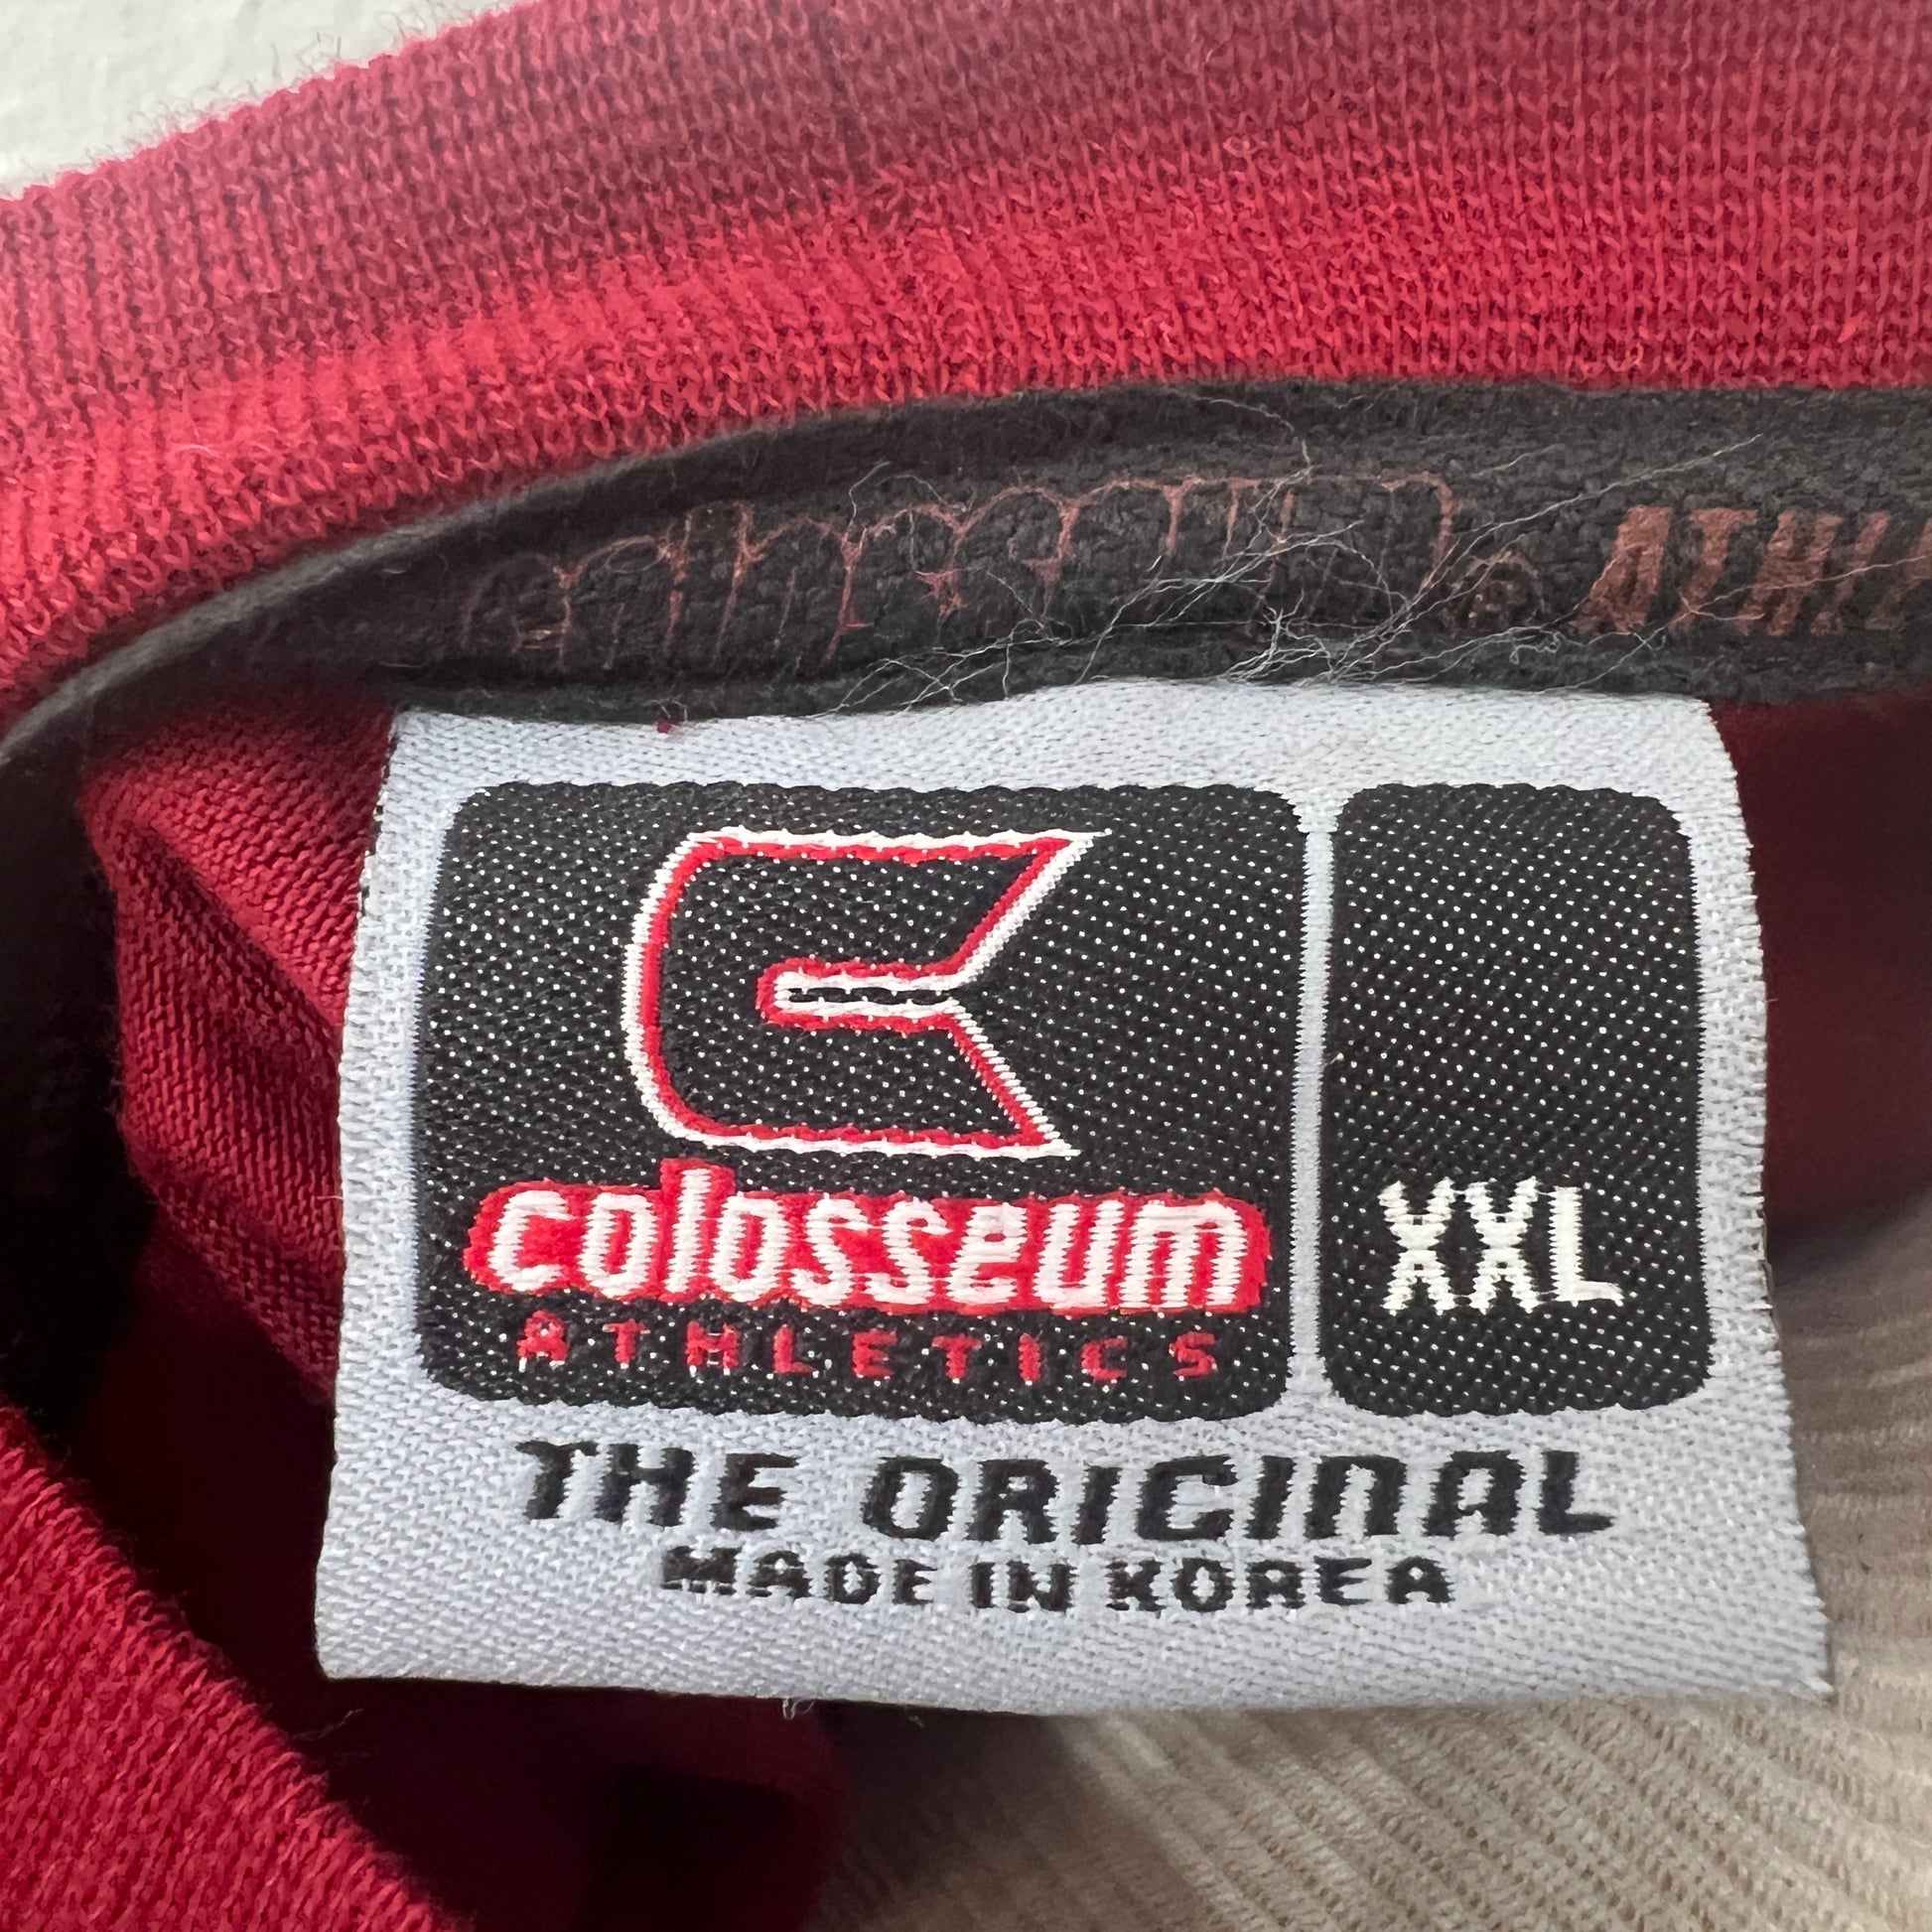 colosseum
ATHLETICS
XXL
THE ORIGINAL
MADE IN KOREA